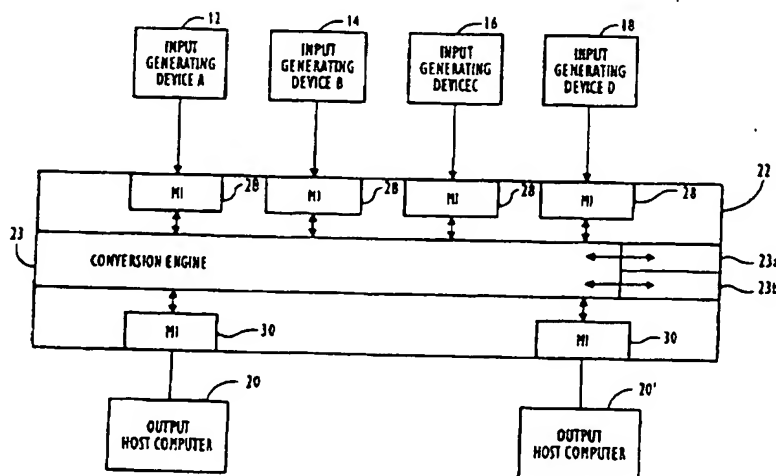 12
14
16
18
INPUT
GENERATING
DEVICE A
INPUT
GENERATING
DEVICE B
INPUT
GENERATING
DEVICEC
INPUT
GENERATING
DEVICE D
MI
28
MI
28
MI
28
MI
28
22
23
CONVERSION ENGINE
23a
23b
MI
30
MI
30
20
20'
OUTPUT
HOST COMPUTER
OUTPUT
HOST COMPUTER